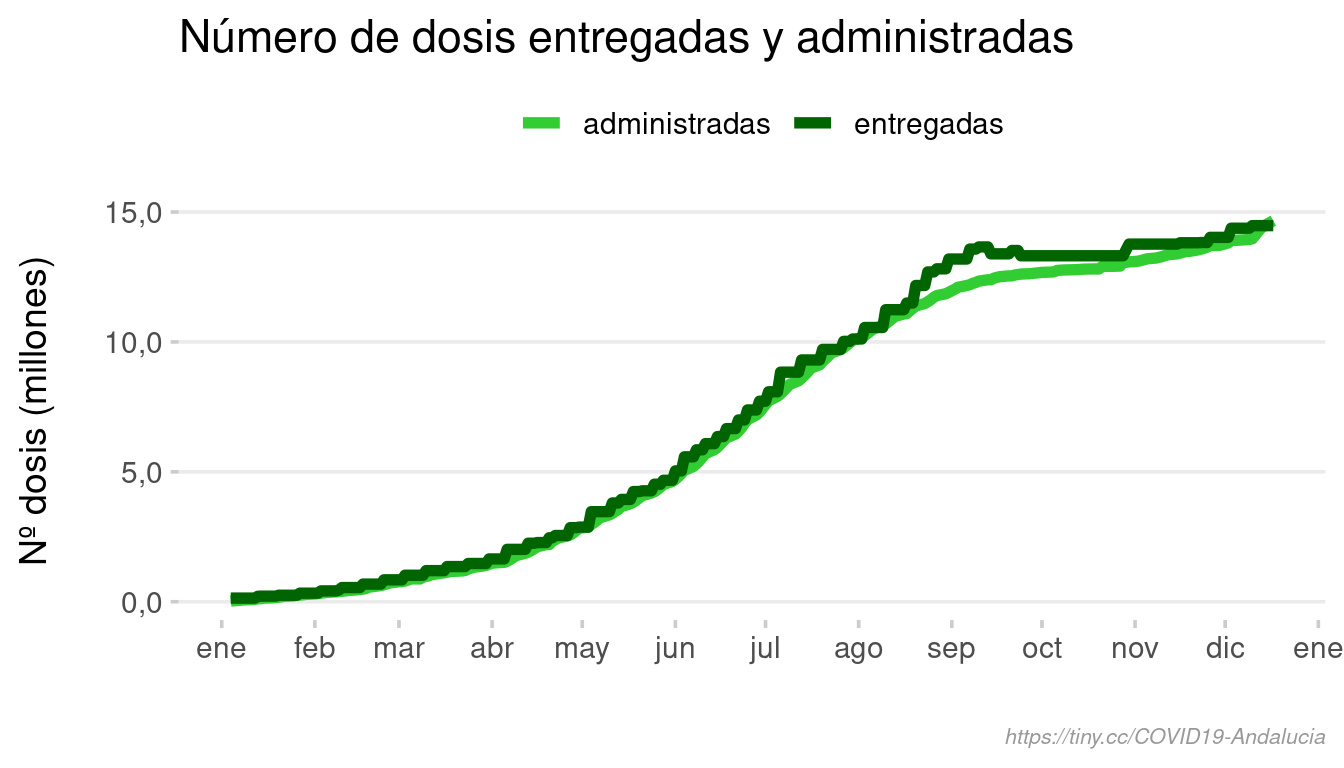 Número de dosis entregadas y administradas
administradas entregadas
Nº dosis (millones)
15,0
10,0
5,0
0,0
ene feb mar abr may jun jul ago sep oct nov dic ene
https://tiny.cc/COVID19-Andalucia